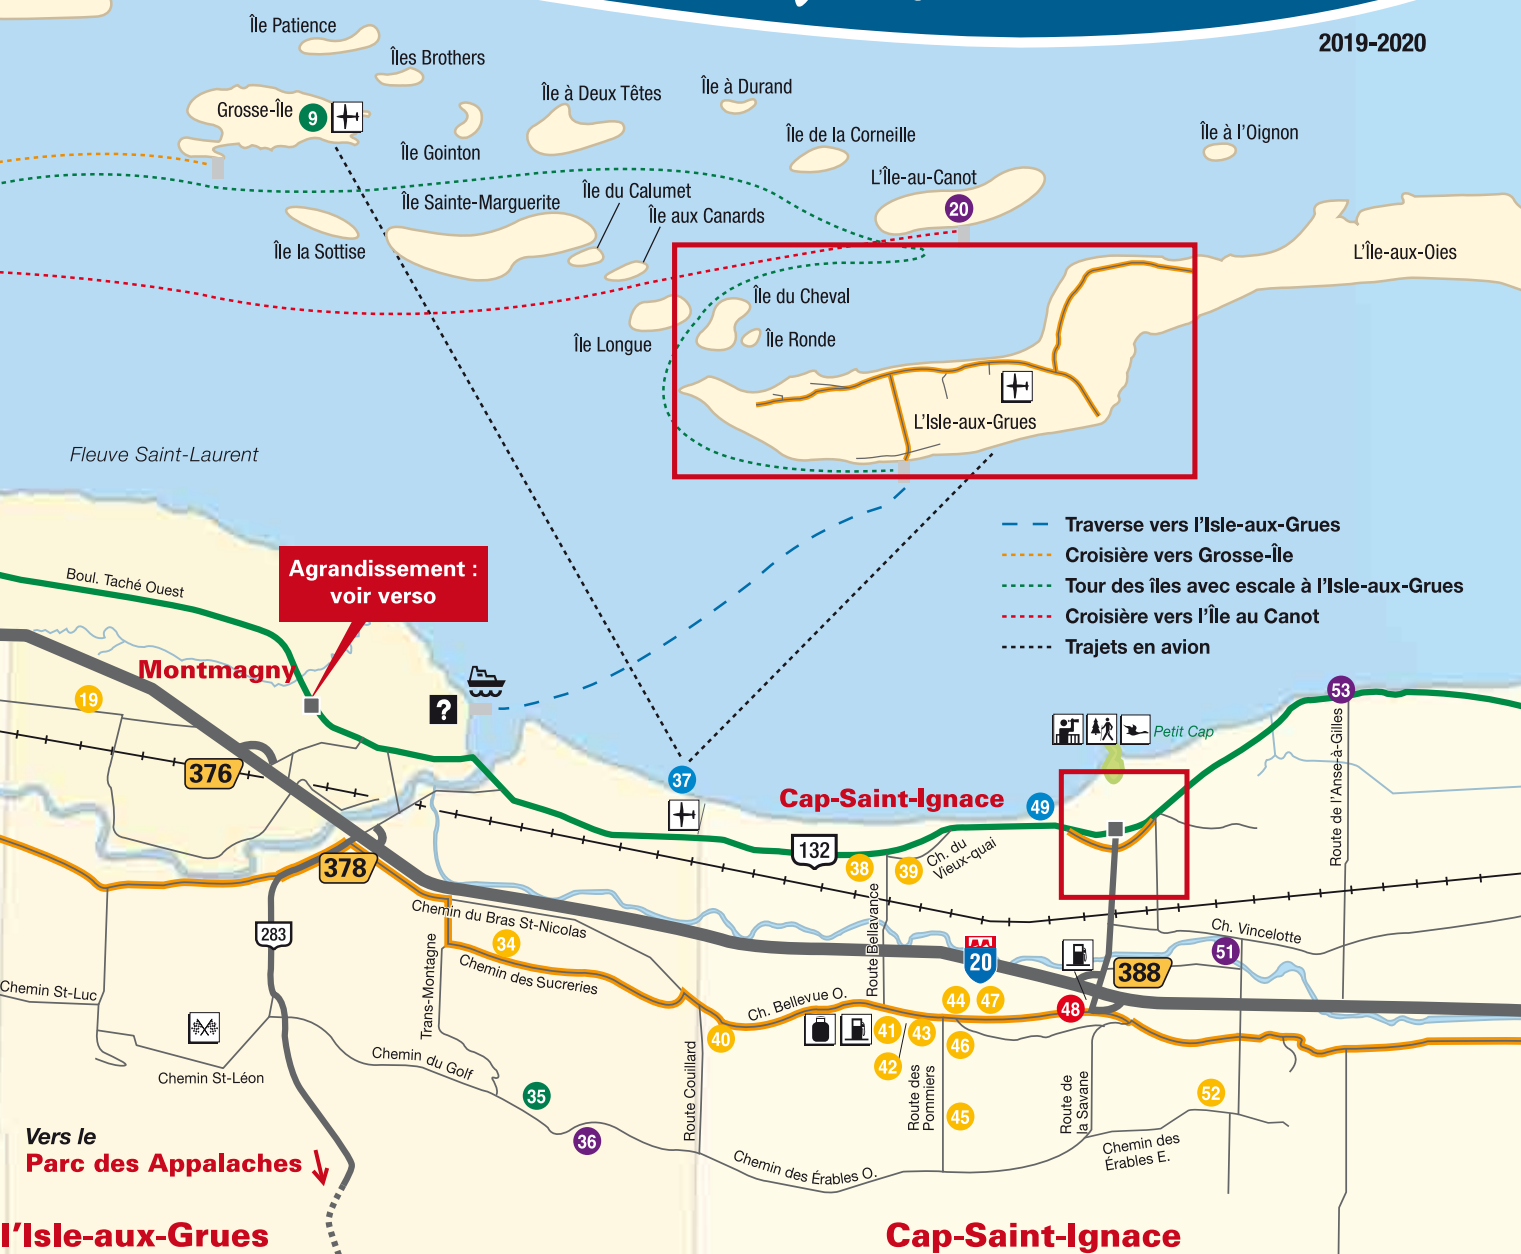 2019-2020
Île Patience
Îles Brothers
Grosse-Île
9
Île à Deux Têtes
Île à Durand
Île Gointon
Île de la Corneille
Île à l'Oignon
L'Île-au-Canot
20
Île Sainte-Marguerite
Île du Calumet
Île aux Canards
Île la Sottise
L'Île-aux-Oies
Île du Cheval
Île Longue
Île Ronde
L'Isle-aux-Grues
Fleuve Saint-Laurent
Traverse vers l'Isle-aux-Grues
Croisière vers Grosse-Île
Tour des îles avec escale à l'Isle-aux-Grues
Croisière vers l'Île au Canot
Trajets en avion
Agrandissement :
voir verso
Boul. Taché Ouest
Montmagny
19
?
376
378
283
37
Cap-Saint-Ignace
49
Petit Cap
53
Route de l'Anse-à-Gilles
132
38
39
Ch. du
Vieux-quai
Chemin du Bras St-Nicolas
34
Trans-Montagne
Chemin des Sucreries
Route Bellavance
20
Ch. Vincelotte
51
388
Chemin St-Luc
Ch. Bellevue O.
44
47
48
40
41
43
42
46
Chemin St-Léon
Chemin du Golf
35
36
Route Couillard
Route des
Pommiers
45
Route de
la Savane
52
Chemin des
Érables E.
Chemin des Érables O.
Vers le
Parc des Appalaches
l'Isle-aux-Grues
Cap-Saint-Ignace